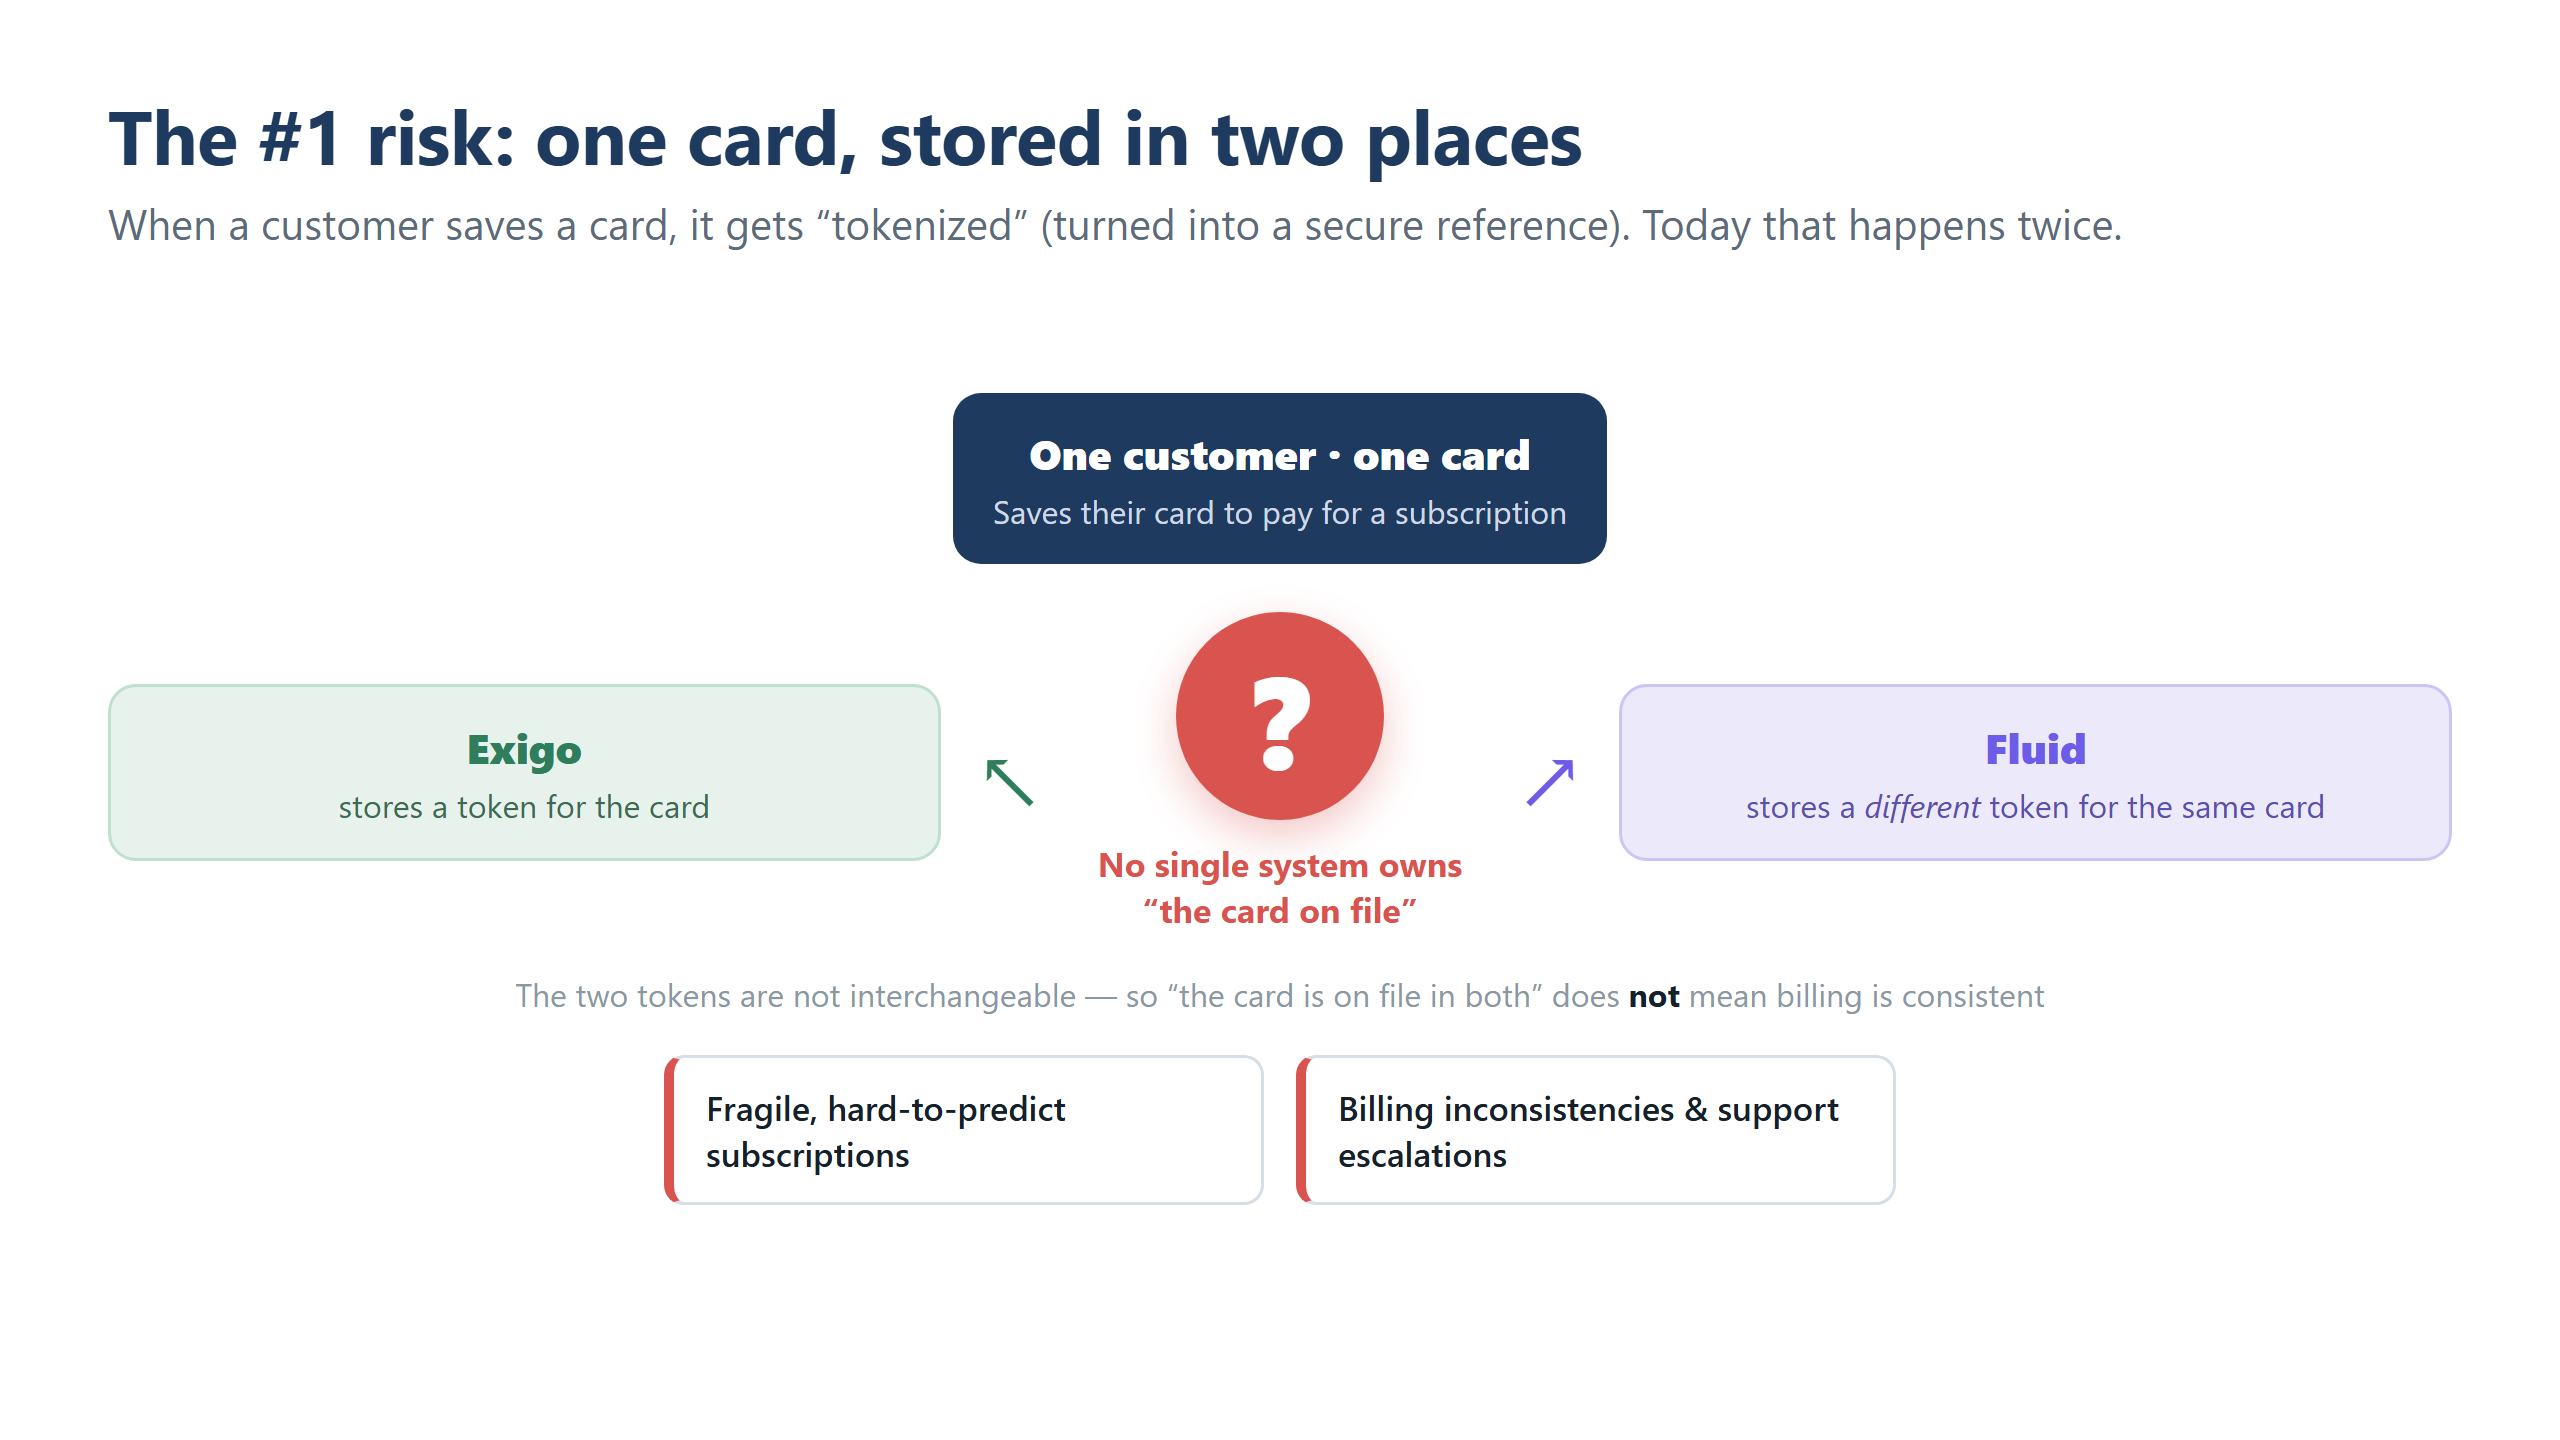 The #1 risk: one card, stored in two places
When a customer saves a card, it gets “tokenized” (turned into a secure reference). Today that happens twice.
One customer · one card
Saves their card to pay for a subscription
?
Exigo
stores a token for the card
Fluid
stores a different token for the same card
No single system owns
“the card on file”
The two tokens are not interchangeable — so “the card is on file in both” does not mean billing is consistent
Fragile, hard-to-predict
subscriptions
Billing inconsistencies & support
escalations